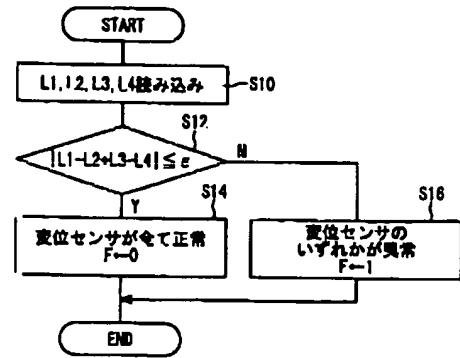 START
L1, L2, L3, L4読み込み
S10
S12
|L1-L2+L3-L4|≦ε
N
Y
S14
S16
変位センサが全て正常
F←0
変位センサの
いずれかが異常
F←1
END